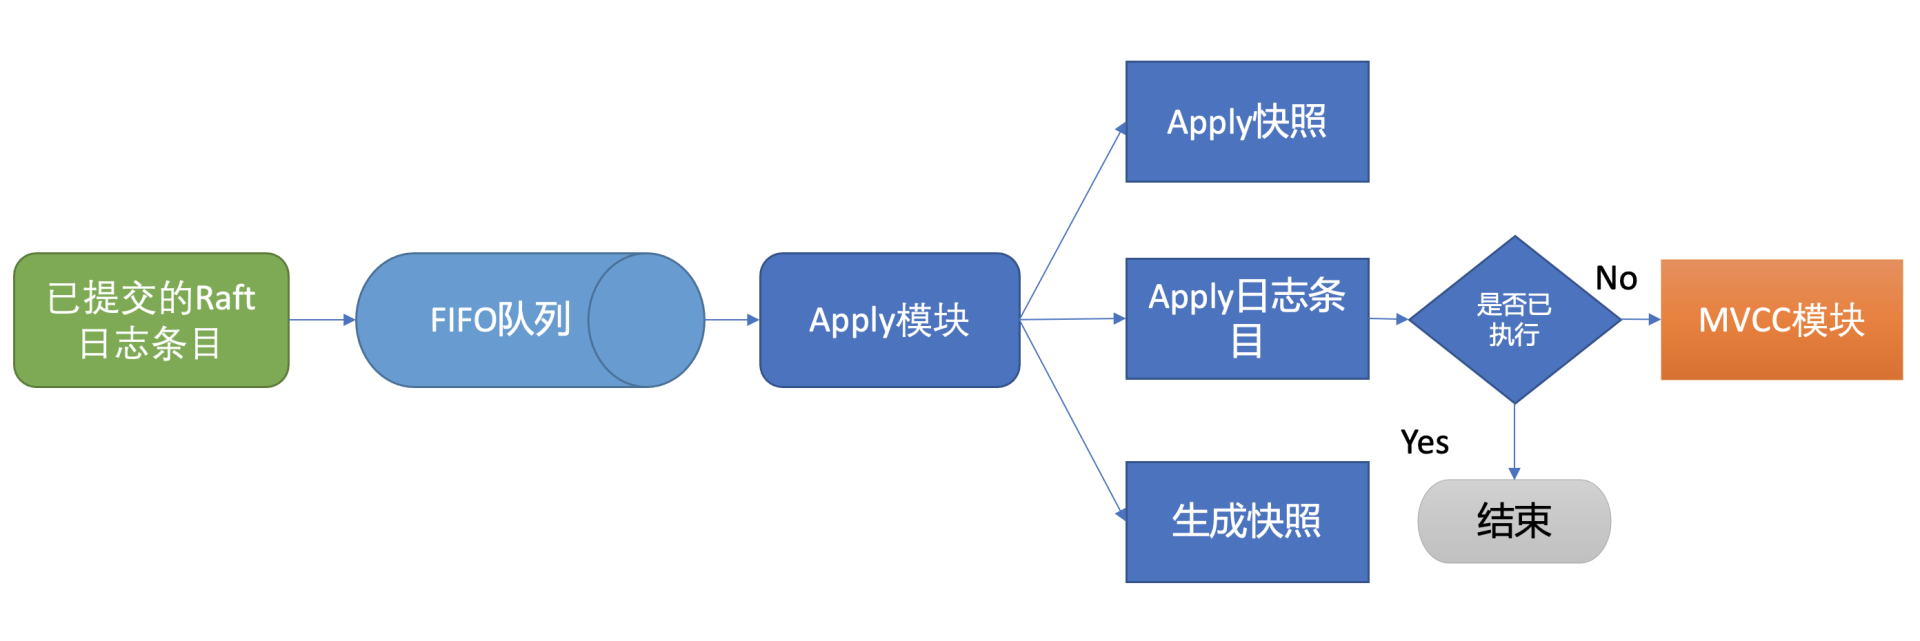 已提交的Raft
日志条目
FIFO队列
Apply模块
Apply快照
Apply日志条
目
生成快照
是否已
执行
No
MVCC模块
Yes
结束